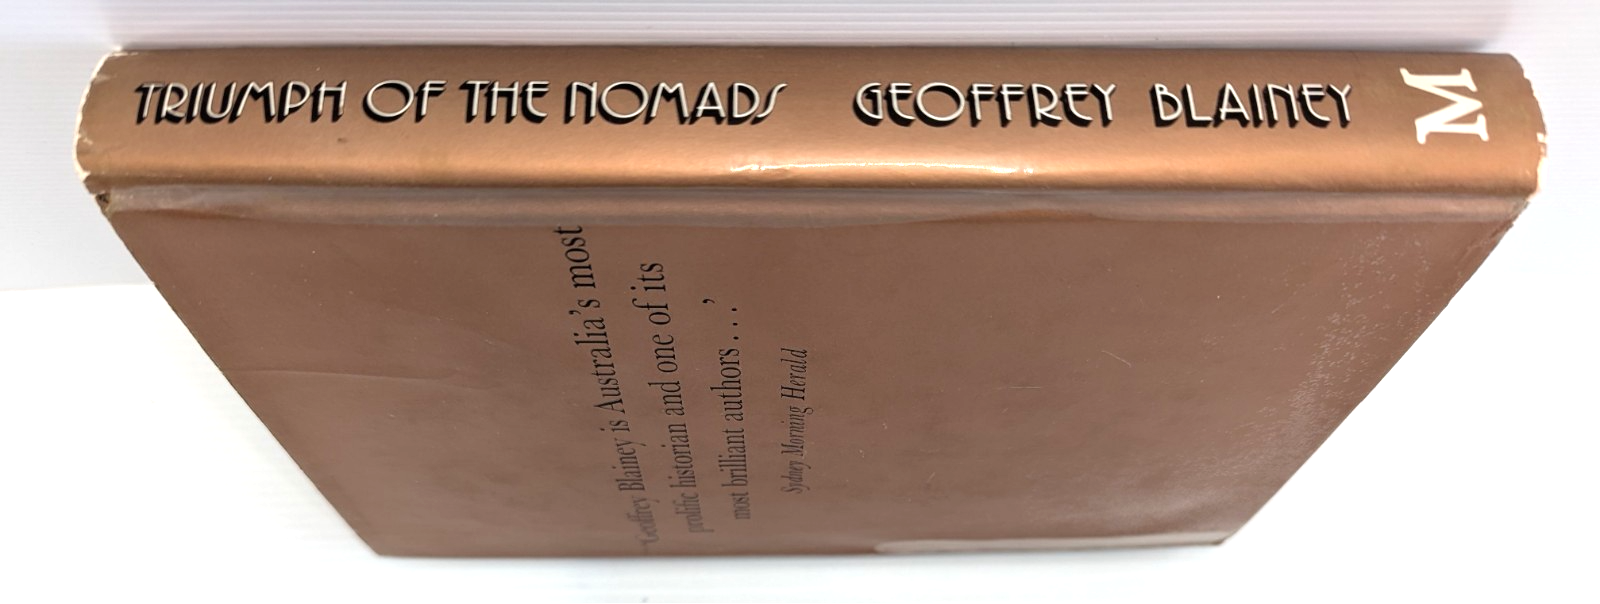 TRIUMPH OF THE NOMADS GEOFFREY BLAINEY M
'Geoffrey Blainey is Australia's most
prolific historian and one of its
most brilliant authors . . .'
Sydney Morning Herald